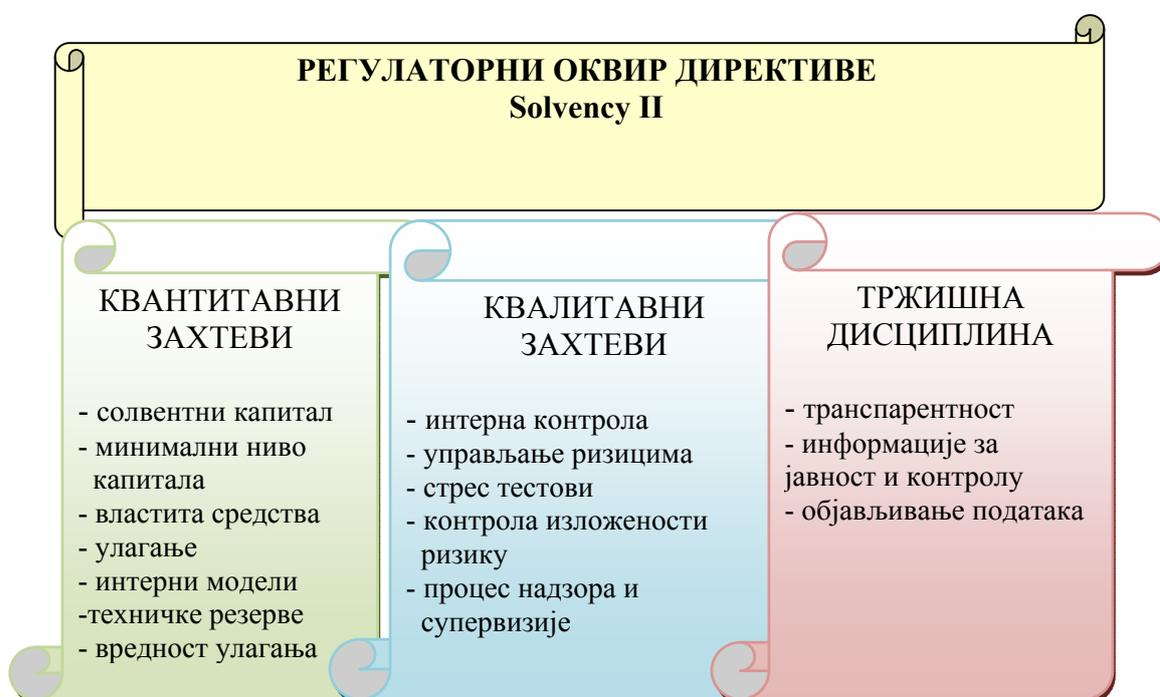 РЕГУЛАТОРНИ ОКВИР ДИРЕКТИВЕ
Solvency II
КВАНТИТАВНИ
ЗАХТЕВИ
- солвентни капитал
- минимални ниво
капитала
- властита средства
- улагање
- интерни модели
-техничке резерве
- вредност улагања
КВАЛИТАВНИ
ЗАХТЕВИ
- интерна контрола
- управљање ризицима
- стрес тестови
- контрола изложености
ризику
- процес надзора и
супервизије
ТРЖИШНА
ДИСЦИПЛИНА
- транспарентност
- информације за
јавност и контролу
- објављивање података